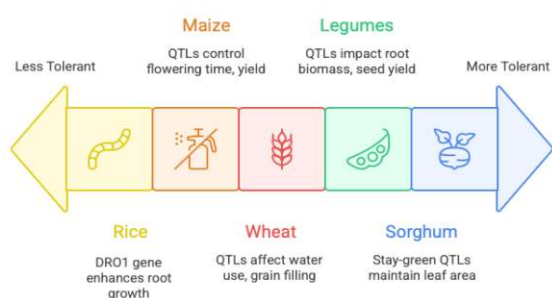 Maize
Legumes
Less Tolerant
QTLs control
flowering time, yield
QTLs impact root
biomass, seed yield
More Tolerant
Rice
Wheat
Sorghum
DRO1 gene
enhances root
growth
QTLs affect water
use, grain filling
Stay-green QTLs
maintain leaf area